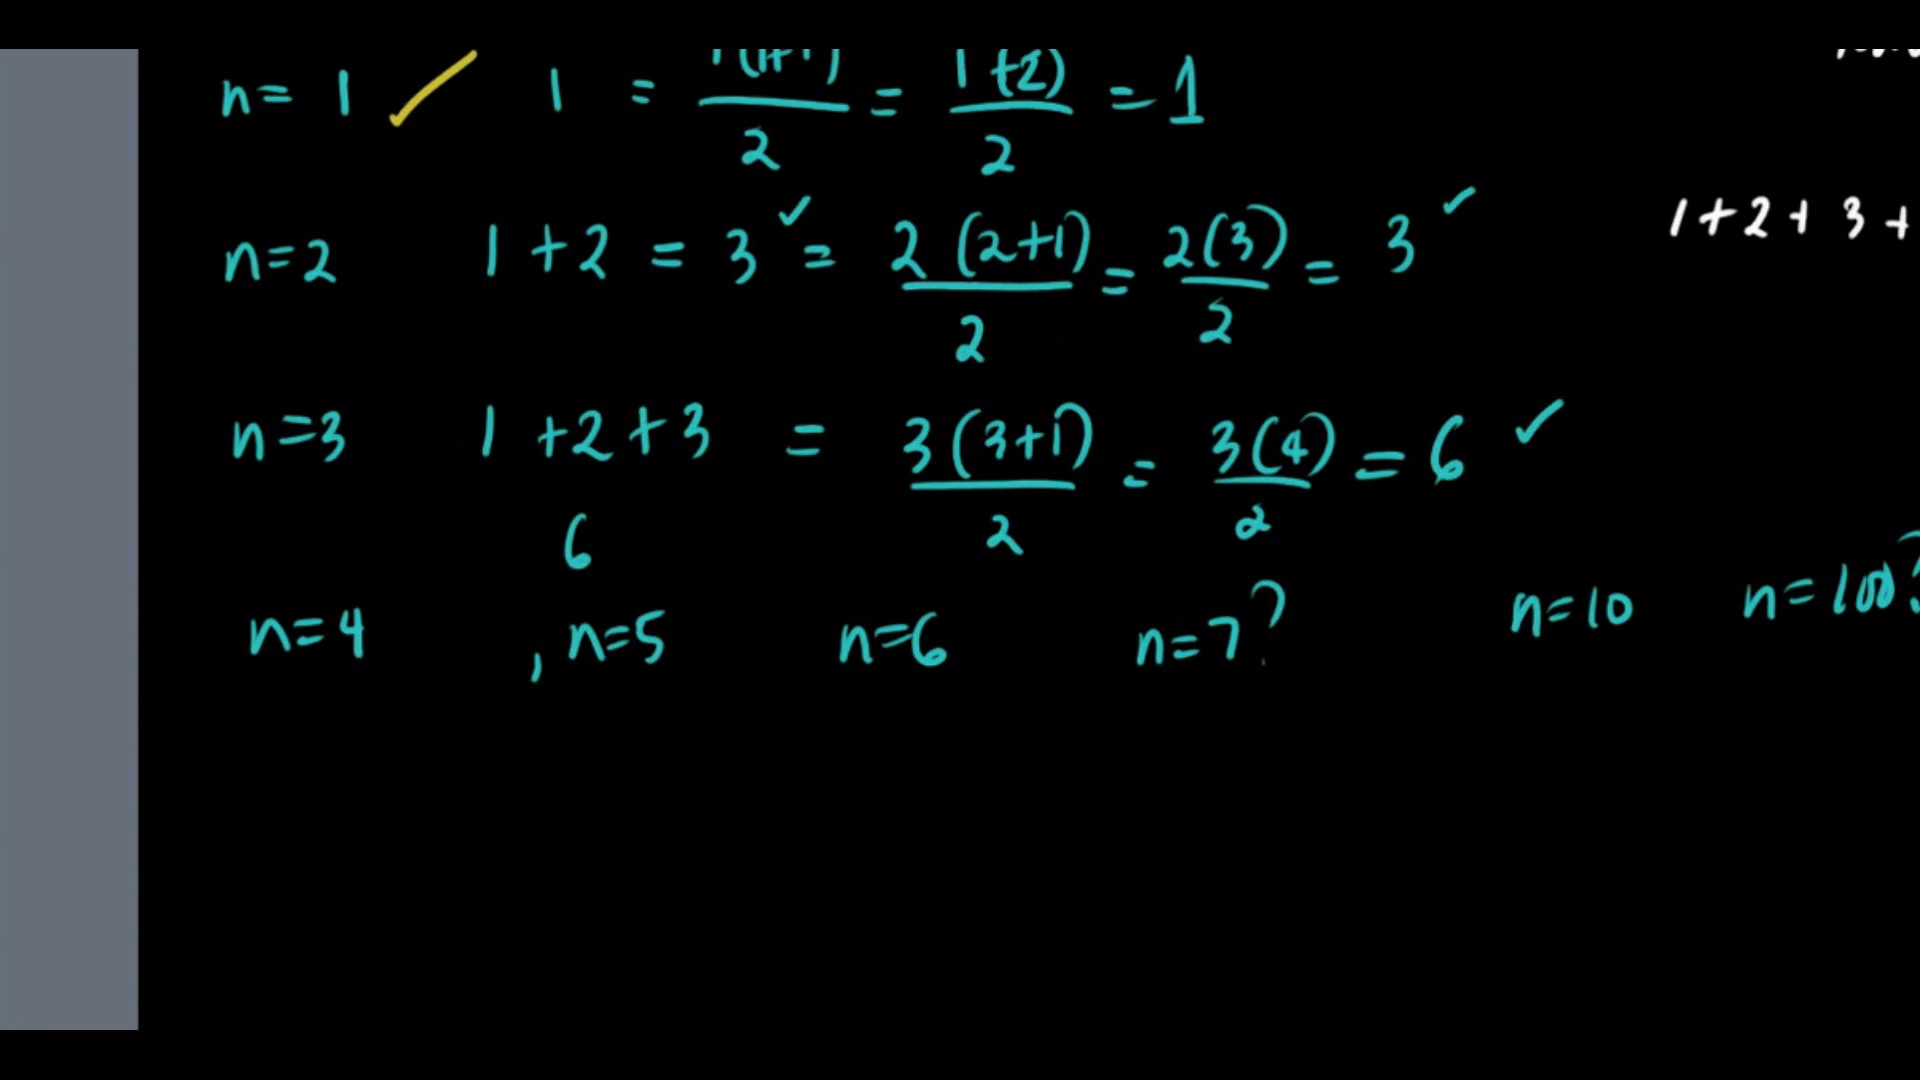 n= 1 ✓ 1 = 1(1+1)/2 = 1(2)/2 = 1
n=2 1 + 2 = 3 ✓ = 2(2+1)/2 = 2(3)/2 = 3 ✓
1+2+ 3 +
n=3 1 +2+3 = 3(3+1)/2 = 3(4)/2 = 6 ✓
6
n=4 , n=5 n=6 n=7? n=10 n=100?